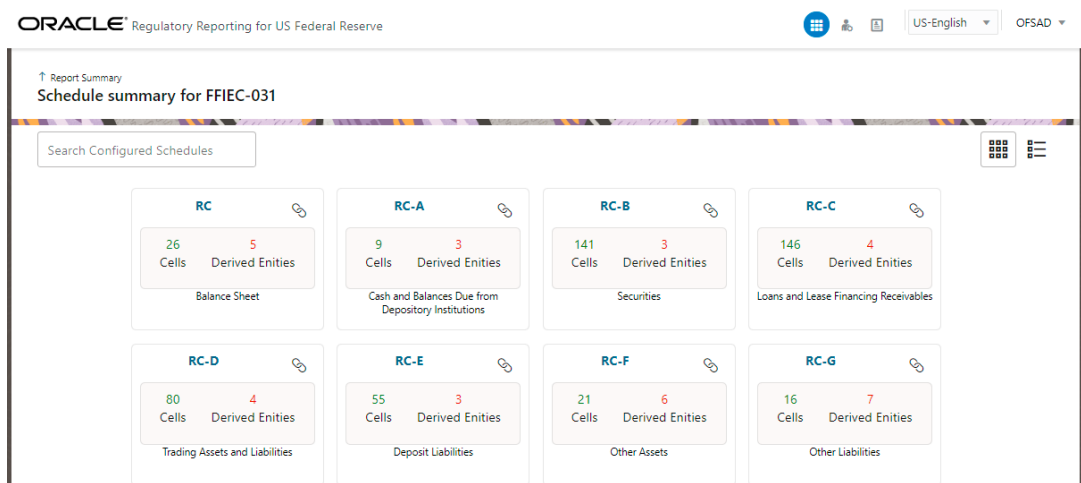 ORACLE® Regulatory Reporting for US Federal Reserve
US-English
OFSAD
↑ Report Summary
Schedule summary for FFIEC-031
Search Configured Schedules
RC
26 5
Cells Derived Enities
Balance Sheet
RC-A
9 3
Cells Derived Enities
Cash and Balances Due from
Depository Institutions
RC-B
141 3
Cells Derived Enities
Securities
RC-C
146 4
Cells Derived Enities
Loans and Lease Financing Receivables
RC-D
80 4
Cells Derived Enities
Trading Assets and Liabilities
RC-E
55 3
Cells Derived Enities
Deposit Liabilities
RC-F
21 6
Cells Derived Enities
Other Assets
RC-G
16 7
Cells Derived Enities
Other Liabilities